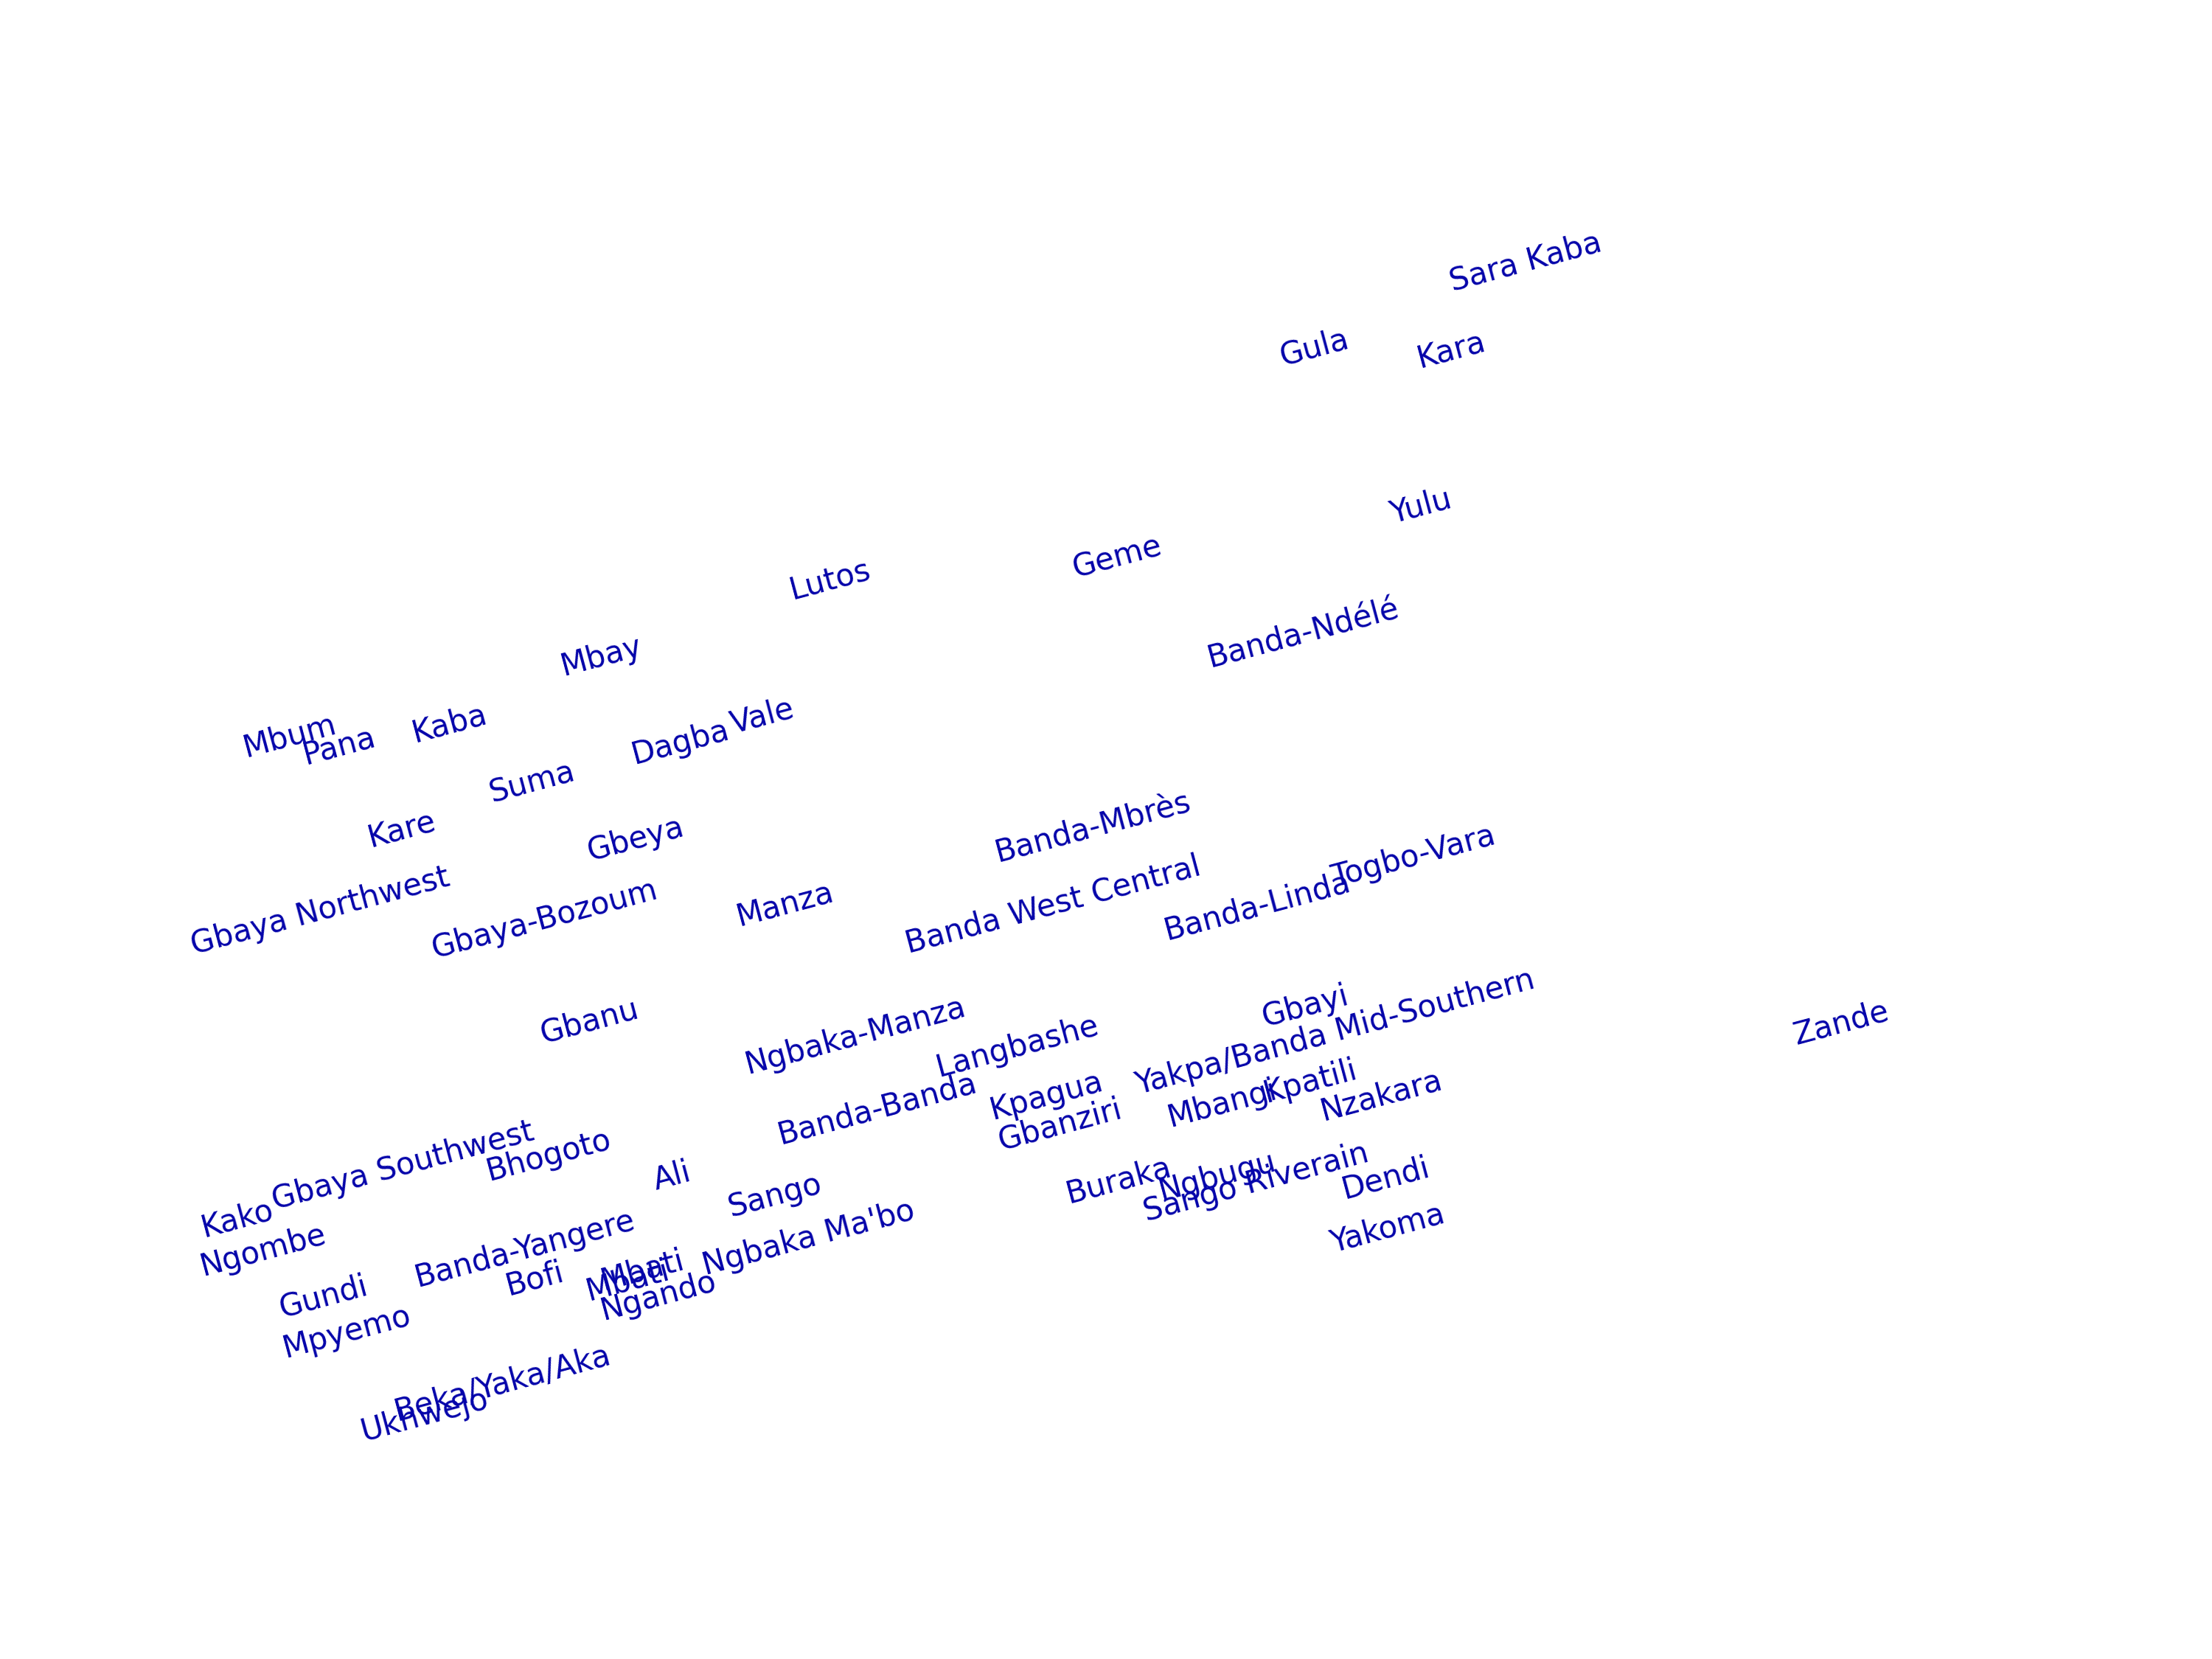 Sara Kaba
Gula
Kara
Yulu
Geme
Lutos
Banda-Ndélé
Mbay
Vale
Dagba
Kaba
Mbum
Pana
Suma
Kare
Gbeya
Banda-Mbrès
Togbo-Vara
Banda-Linda
Banda West Central
Manza
Gbaya Northwest
Gbaya-Bozoum
Gbayi
Zande
Gbanu
Ngbaka-Manza
Langbashe
Yakpa/Banda Mid-Southern
Kpatili
Mbangi
Nzakara
Kpagua
Banda-Banda
Gbanziri
Gbaya Southwest
Bhogoto
Ali
Sango
Buraka
Ngbugu
Sango Riverain
Dendi
Yakoma
Kako
Ngombe
Banda-Yangere
Ngbaka Ma'bo
Bofi
Mbati
Mbati
Ngando
Gundi
Mpyemo
Beka/Yaka/Aka
Ukhwejo